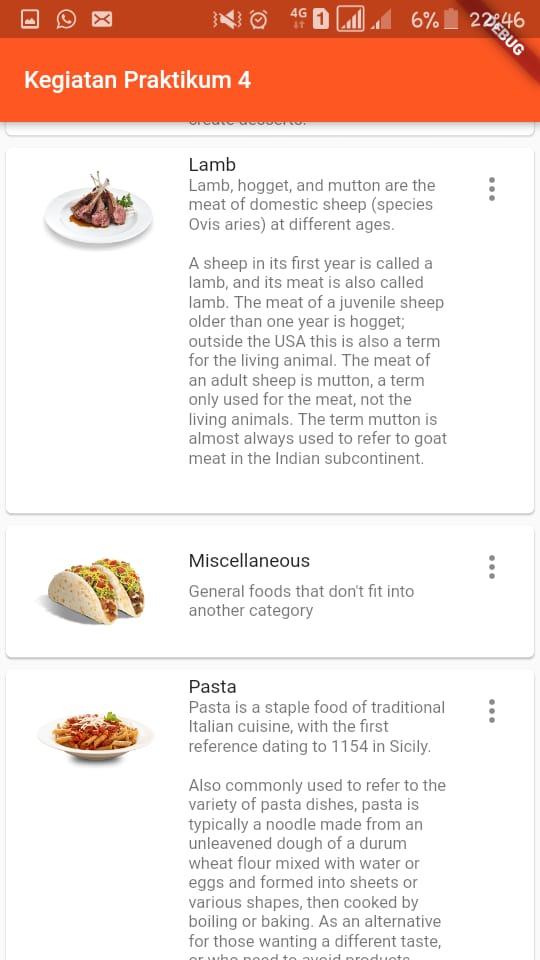 4G 1 6% 22:46
DEBUG
Kegiatan Praktikum 4
create desserts.
Lamb
Lamb, hogget, and mutton are the
meat of domestic sheep (species
Ovis aries) at different ages.
A sheep in its first year is called a
lamb, and its meat is also called
lamb. The meat of a juvenile sheep
older than one year is hogget;
outside the USA this is also a term
for the living animal. The meat of
an adult sheep is mutton, a term
only used for the meat, not the
living animals. The term mutton is
almost always used to refer to goat
meat in the Indian subcontinent.
Miscellaneous
General foods that don't fit into
another category
Pasta
Pasta is a staple food of traditional
Italian cuisine, with the first
reference dating to 1154 in Sicily.
Also commonly used to refer to the
variety of pasta dishes, pasta is
typically a noodle made from an
unleavened dough of a durum
wheat flour mixed with water or
eggs and formed into sheets or
various shapes, then cooked by
boiling or baking. As an alternative
for those wanting a different taste,
or who need to avoid products